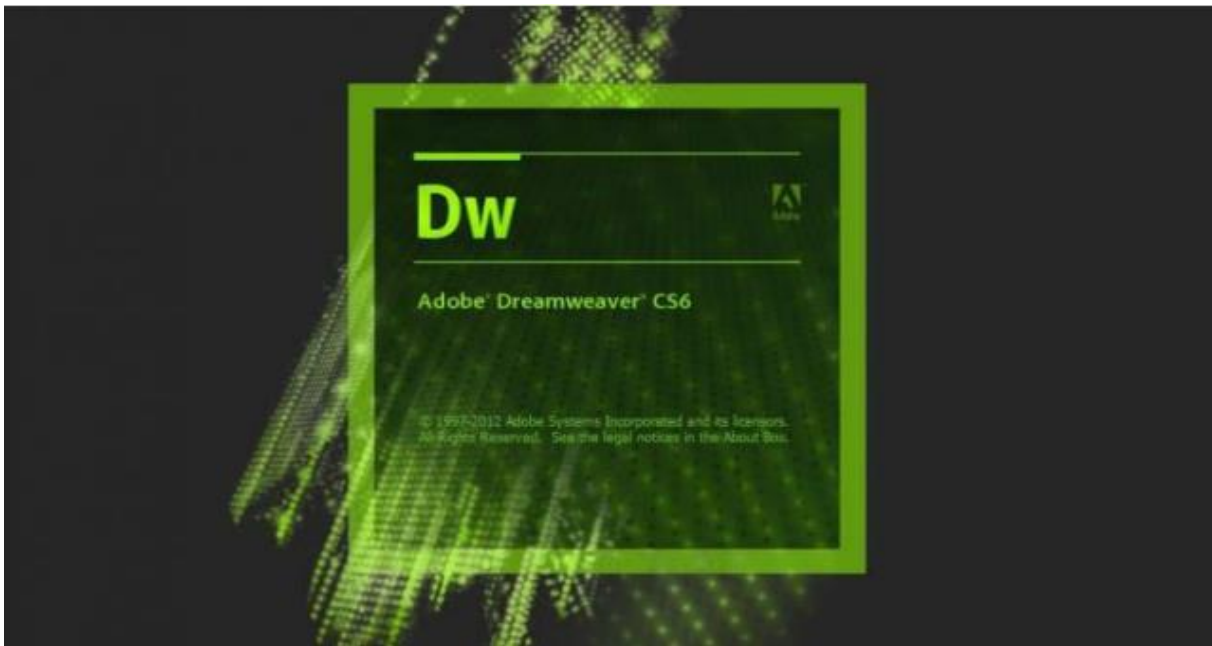 Dw
Adobe
Adobe® Dreamweaver® CS6
© 1997-2012 Adobe Systems Incorporated and its licensors.
All Rights Reserved. See the legal notices in the About Box.